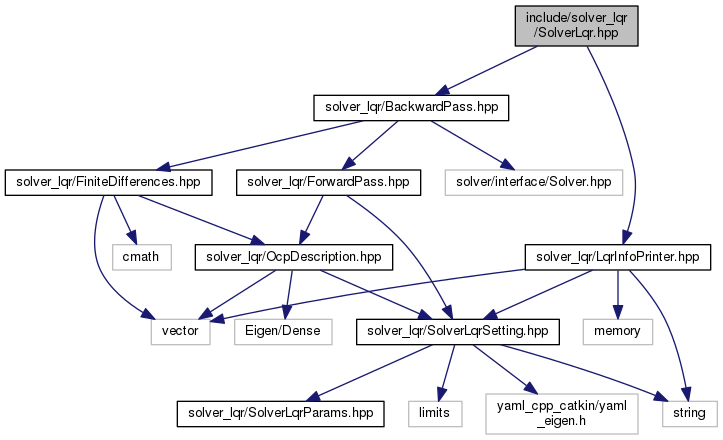 include/solver_lqr
/SolverLqr.hpp
solver_lqr/BackwardPass.hpp
solver_lqr/FiniteDifferences.hpp
solver_lqr/ForwardPass.hpp
solver/interface/Solver.hpp
cmath
solver_lqr/OcpDescription.hpp
solver_lqr/LqrInfoPrinter.hpp
vector
Eigen/Dense
solver_lqr/SolverLqrSetting.hpp
memory
solver_lqr/SolverLqrParams.hpp
limits
yaml_cpp_catkin/yaml
_eigen.h
string